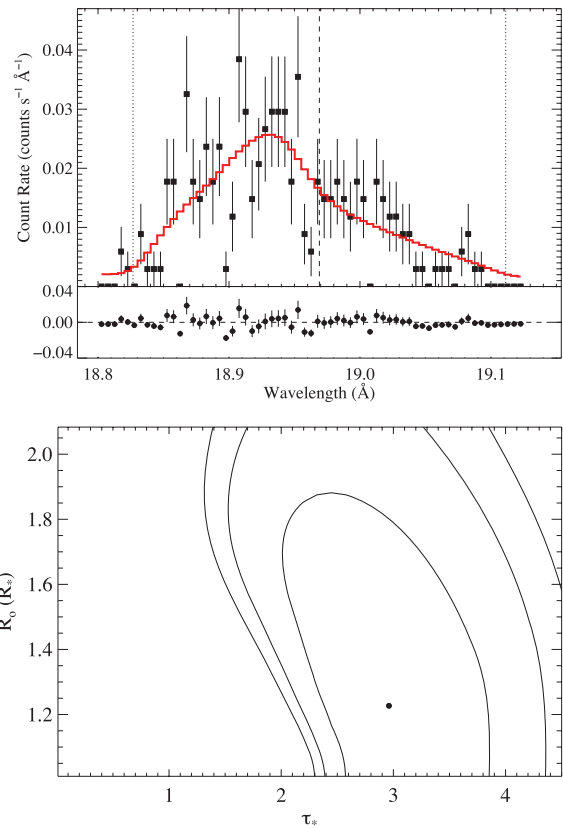 Count Rate (counts s⁻¹ Å⁻¹)
0.04
0.03
0.02
0.01
0.04
0.00
−0.04
18.8 18.9 19.0 19.1
Wavelength (Å)
R₀ (R*)
2.0
1.8
1.6
1.4
1.2
1 2 3 4
τ*